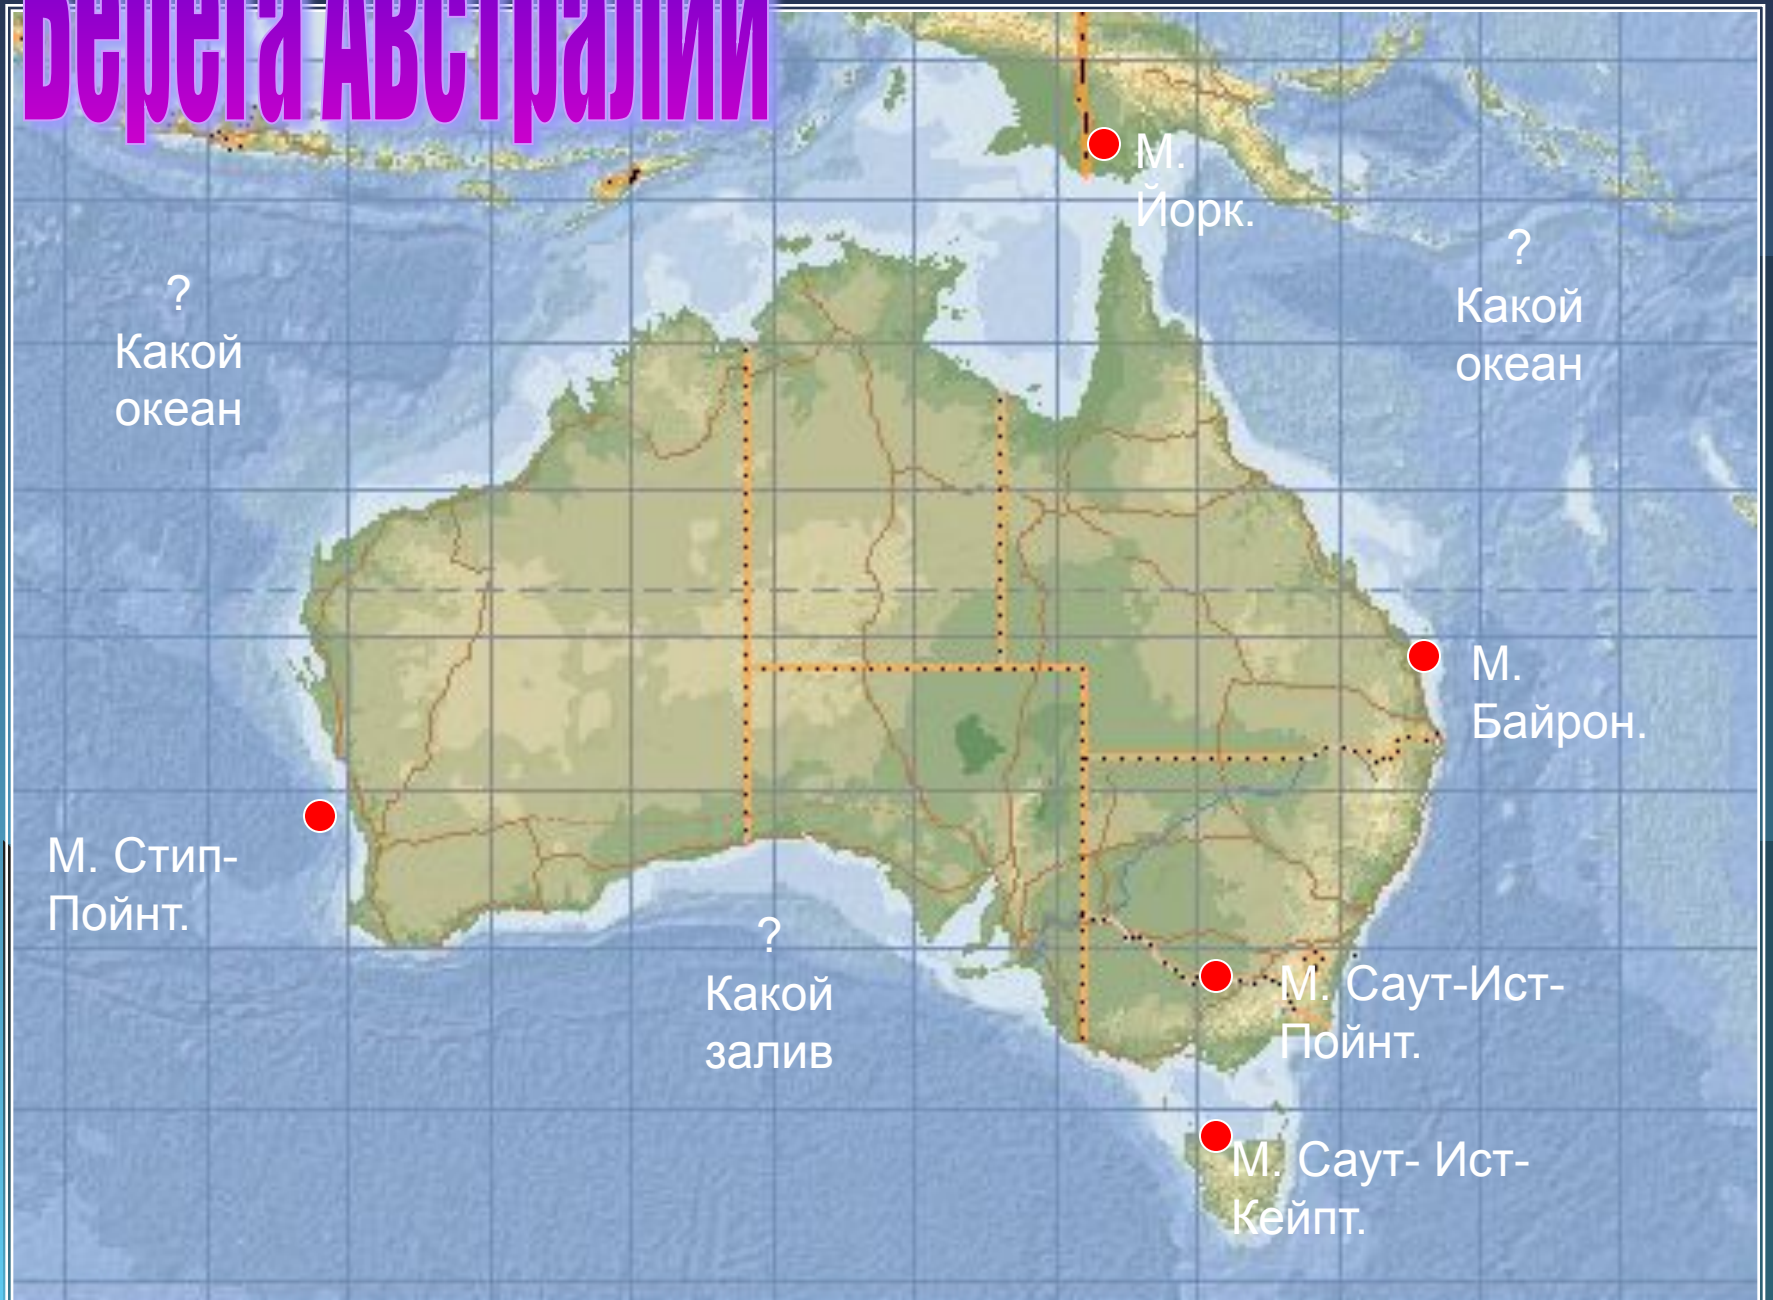 Берега Австралии
М.
Йорк.
?
Какой
океан
?
Какой
океан
М.
Байрон.
М. Стип-
Пойнт.
?
Какой
залив
М. Саут-Ист-
Пойнт.
М. Саут- Ист-
Кейпт.